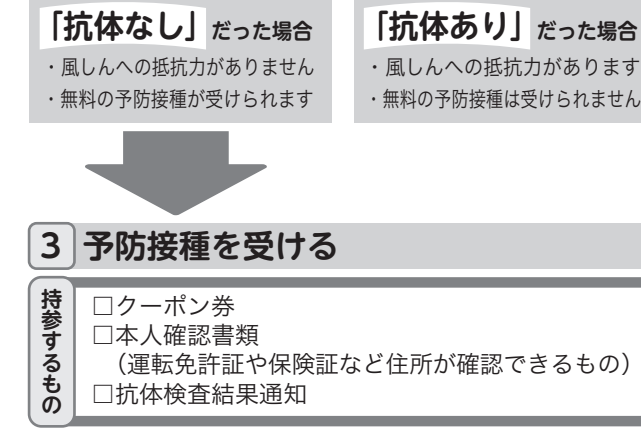 「抗体なし」だった場合
・風しんへの抵抗力がありません
・無料の予防接種が受けられます
「抗体あり」だった場合
・風しんへの抵抗力があります
・無料の予防接種は受けられません
3 予防接種を受ける
持参するもの
□クーポン券
□本人確認書類
（運転免許証や保険証など住所が確認できるもの）
□抗体検査結果通知